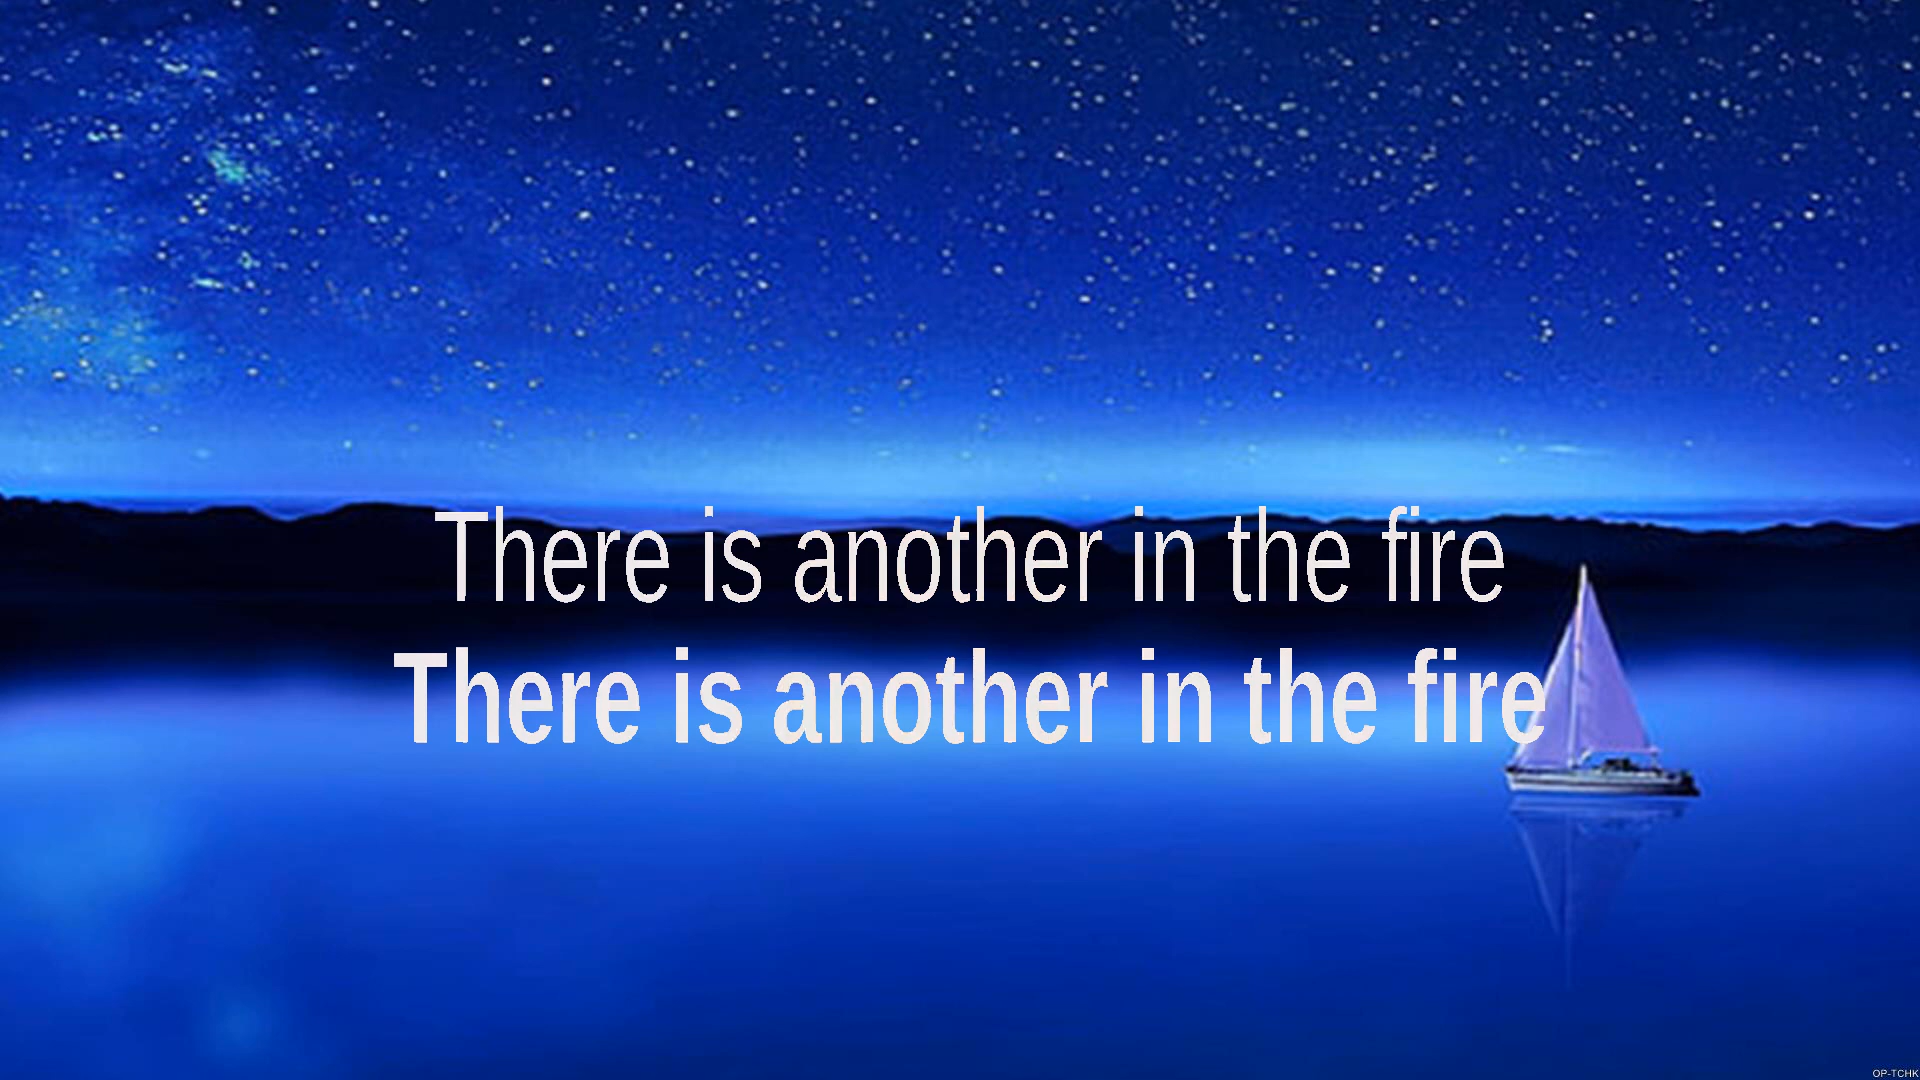 There is another in the fire
There is another in the fire
OP-TCHK